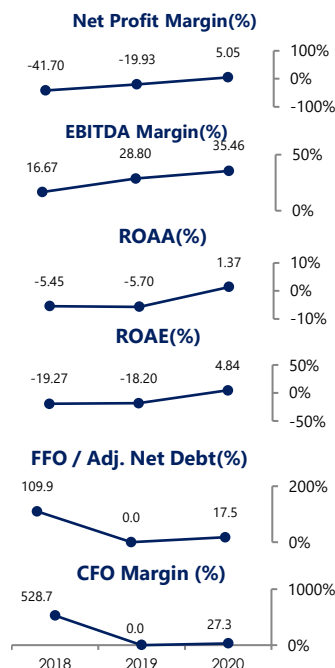 Net Profit Margin(%)
-41.70 -19.93 5.05
100%
0%
-100%
EBITDA Margin(%)
16.67 28.80 35.46
50%
0%
ROAA(%)
-5.45 -5.70 1.37
10%
0%
-10%
ROAE(%)
-19.27 -18.20 4.84
50%
0%
-50%
FFO / Adj. Net Debt(%)
109.9 0.0 17.5
200%
0%
CFO Margin (%)
528.7 0.0 27.3
1000%
0%
2018 2019 2020